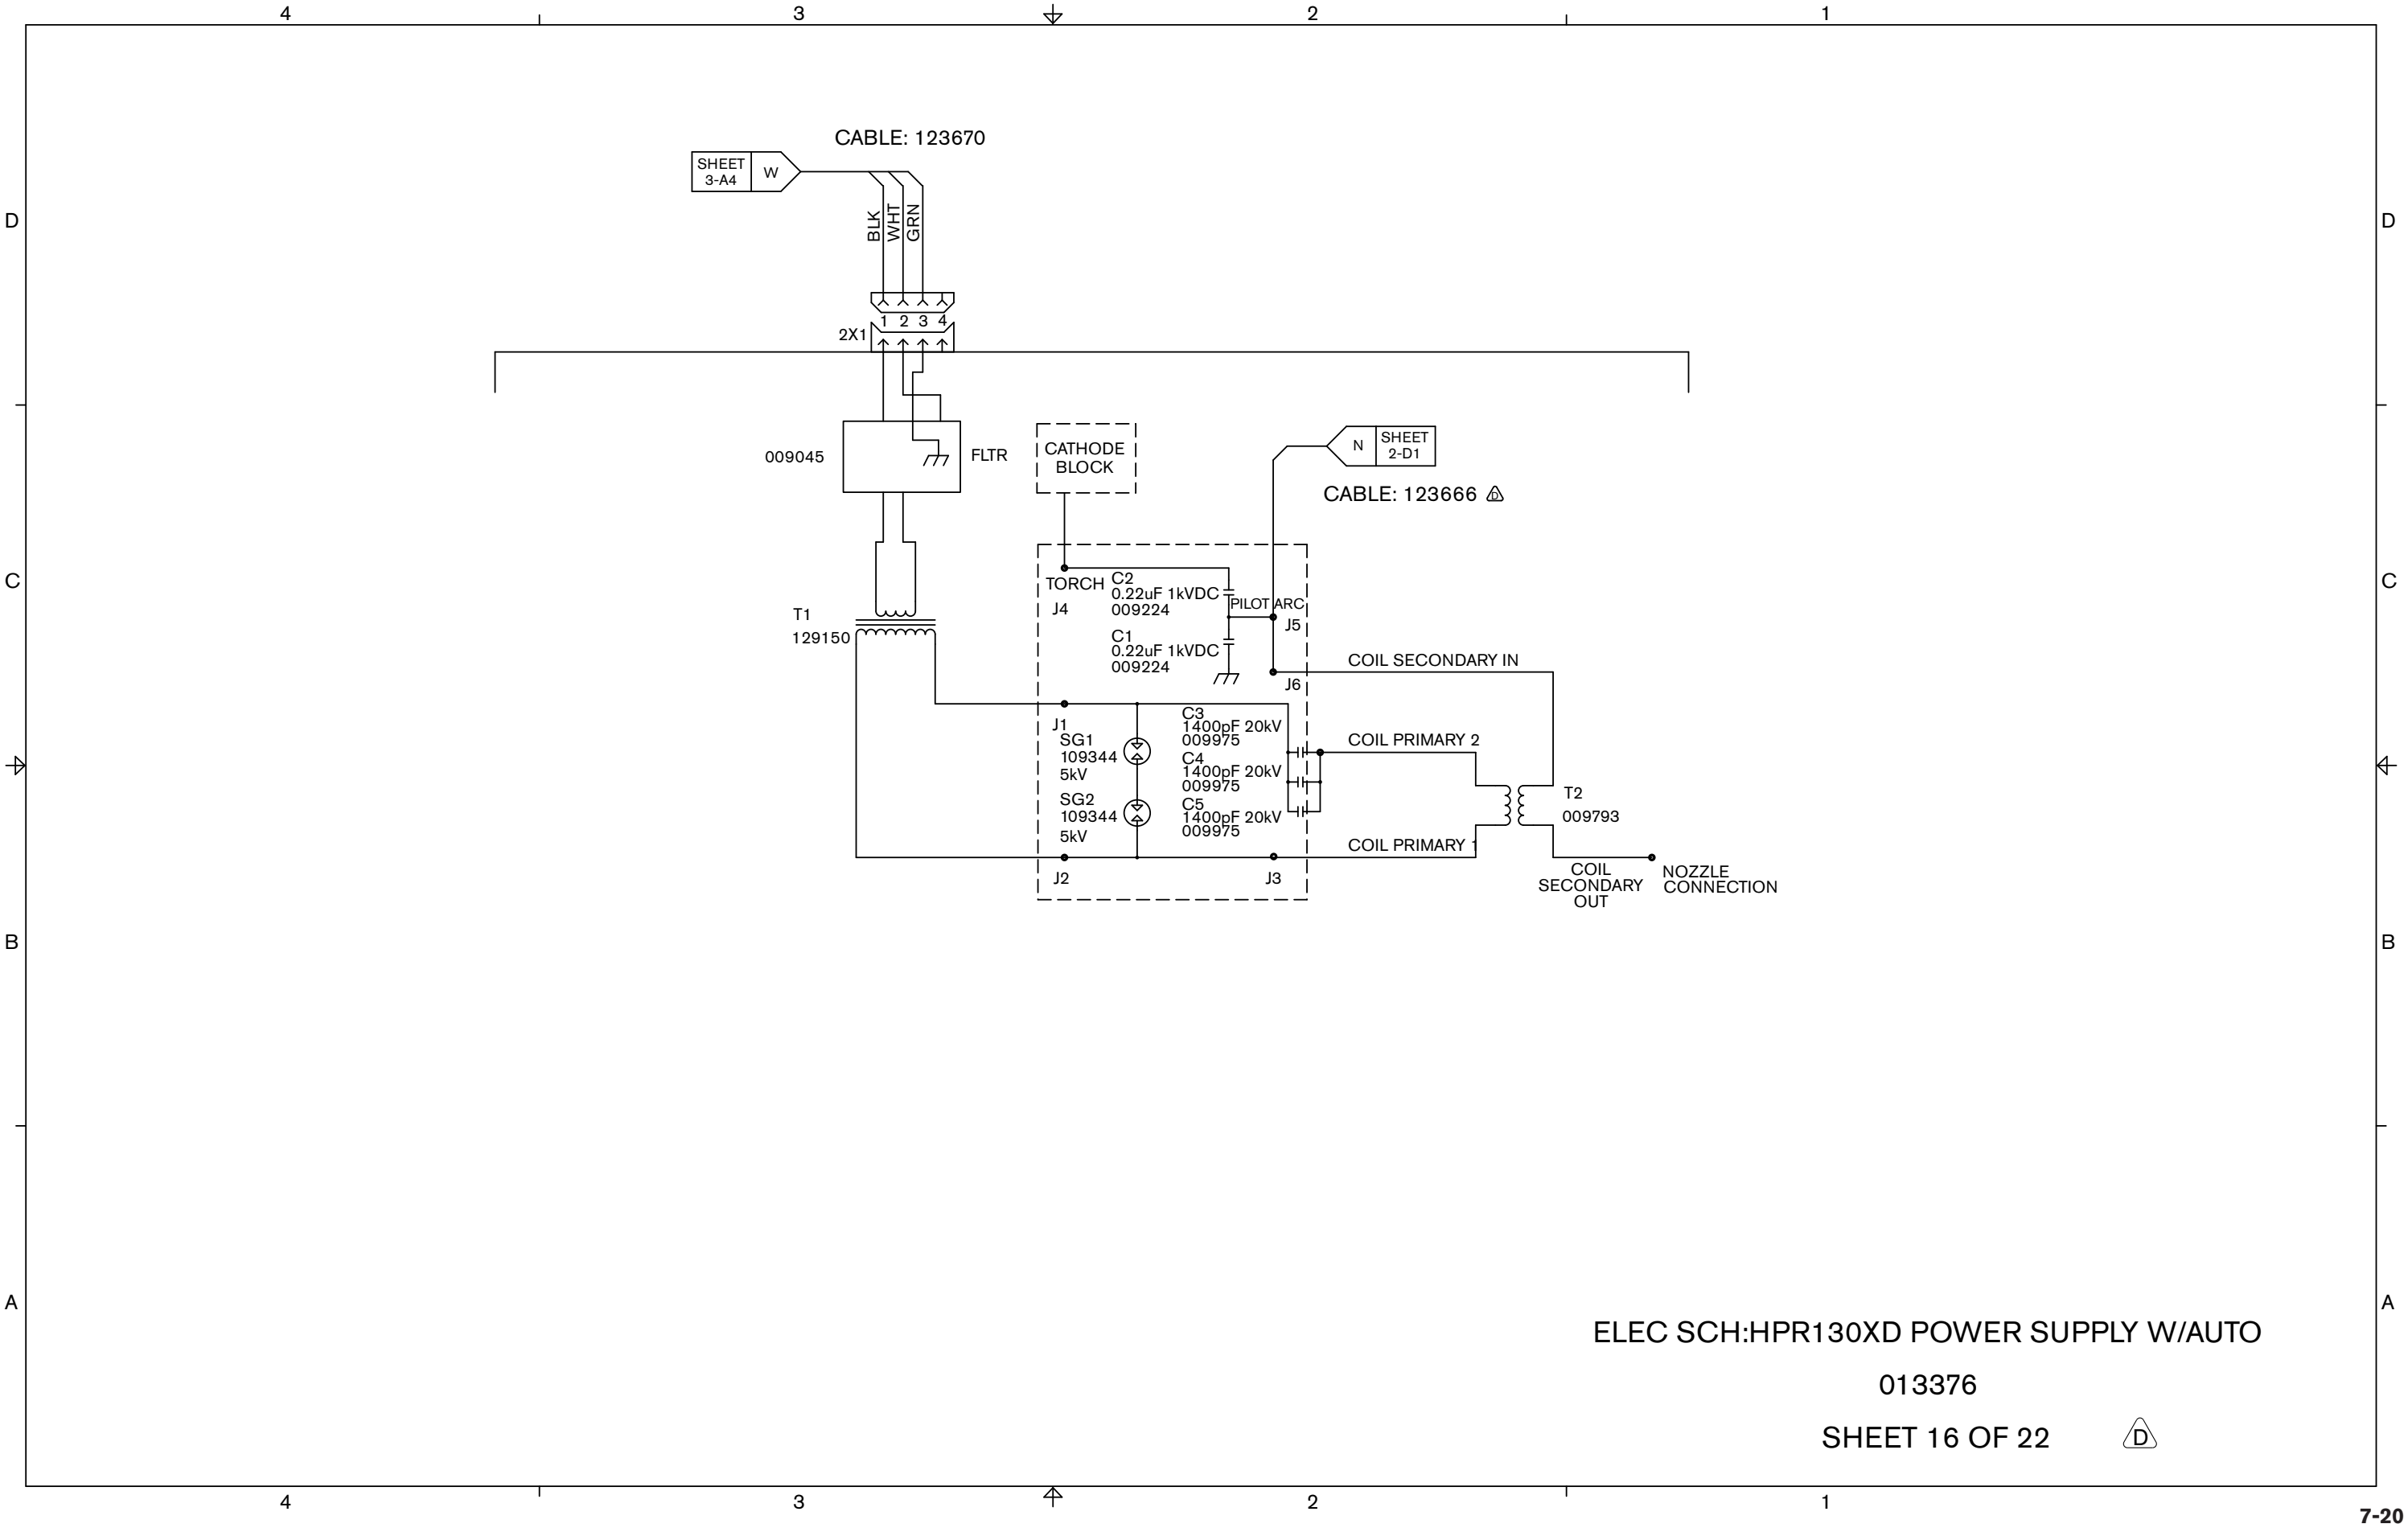 4 3 2 1
CABLE: 123670
SHEET
3-A4
W
D D
BLK
WHT
GRN
1 2 3 4
2X1
CATHODE
BLOCK
N
SHEET
2-D1
009045
FLTR
CABLE: 123666 D
C C
TORCH
J4
C2
0.22uF 1kVDC
009224
PILOT ARC
J5
T1
129150
C1
0.22uF 1kVDC
009224
COIL SECONDARY IN
J6
J1
SG1
109344
5kV
C3
1400pF 20kV
009975
COIL PRIMARY 2
C4
1400pF 20kV
009975
SG2
109344
5kV
C5
1400pF 20kV
009975
T2
009793
COIL PRIMARY 1
J2
J3
COIL
SECONDARY
OUT
NOZZLE
CONNECTION
B B
A A
ELEC SCH:HPR130XD POWER SUPPLY W/AUTO
013376
SHEET 16 OF 22 D
4 3 2 1
7-20